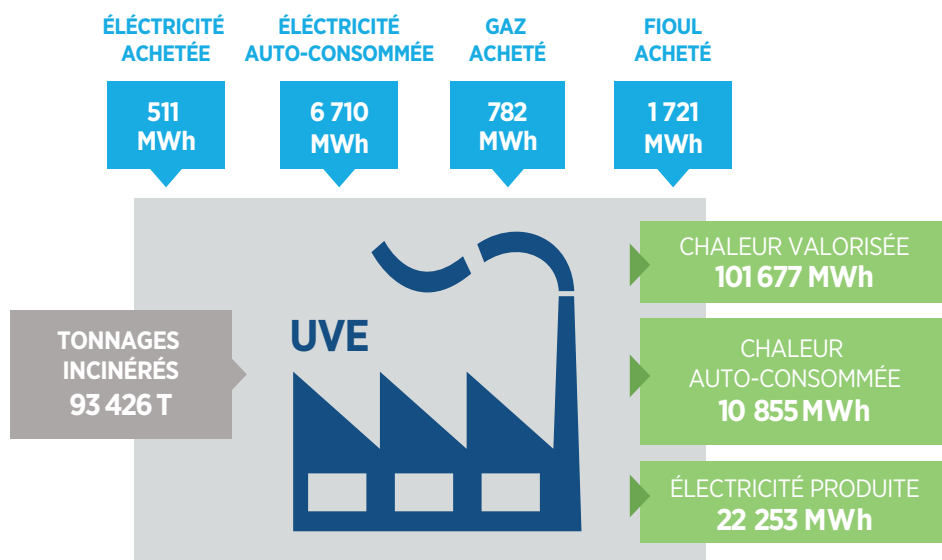 ÉLÉCTRICITÉ
ACHETÉE
511
MWh
ÉLÉCTRICITÉ
AUTO-CONSOMMÉE
6 710
MWh
GAZ
ACHETÉ
782
MWh
FIOUL
ACHETÉ
1 721
MWh
TONNAGES
INCINÉRÉS
93 426 T
UVE
CHALEUR VALORISÉE
101 677 MWh
CHALEUR
AUTO-CONSOMMÉE
10 855 MWh
ÉLECTRICITÉ PRODUITE
22 253 MWh